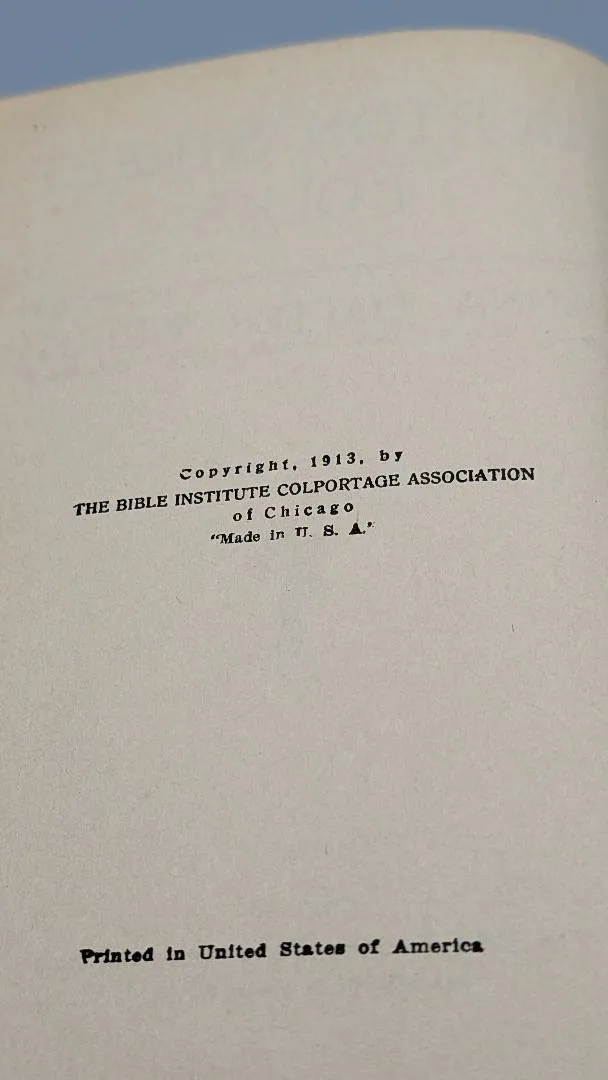 Copyright, 1913, by
THE BIBLE INSTITUTE COLPORTAGE ASSOCIATION
of Chicago
"Made in U. S. A."
Printed in United States of America